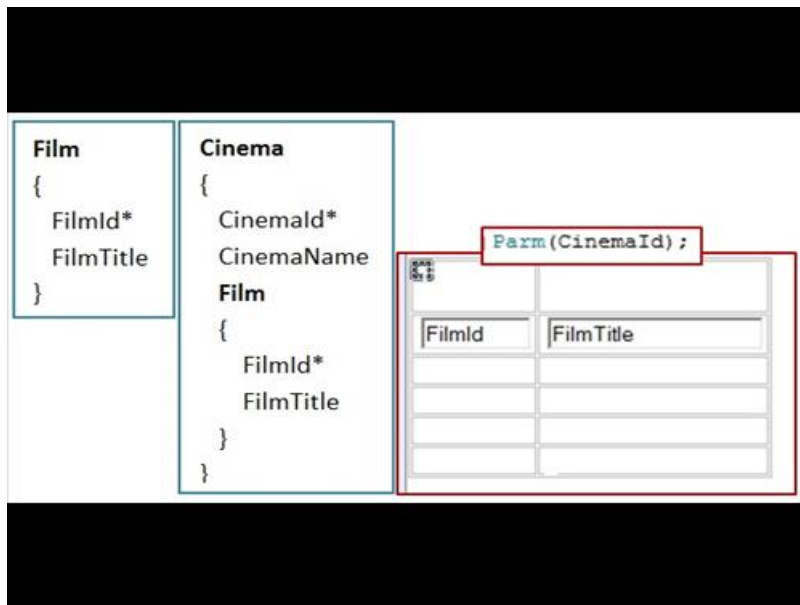 Film
{
FilmId*
FilmTitle
}
Cinema
{
CinemaId*
CinemaName
Film
{
FilmId*
FilmTitle
}
}
Parm(CinemaId);
FilmId FilmTitle